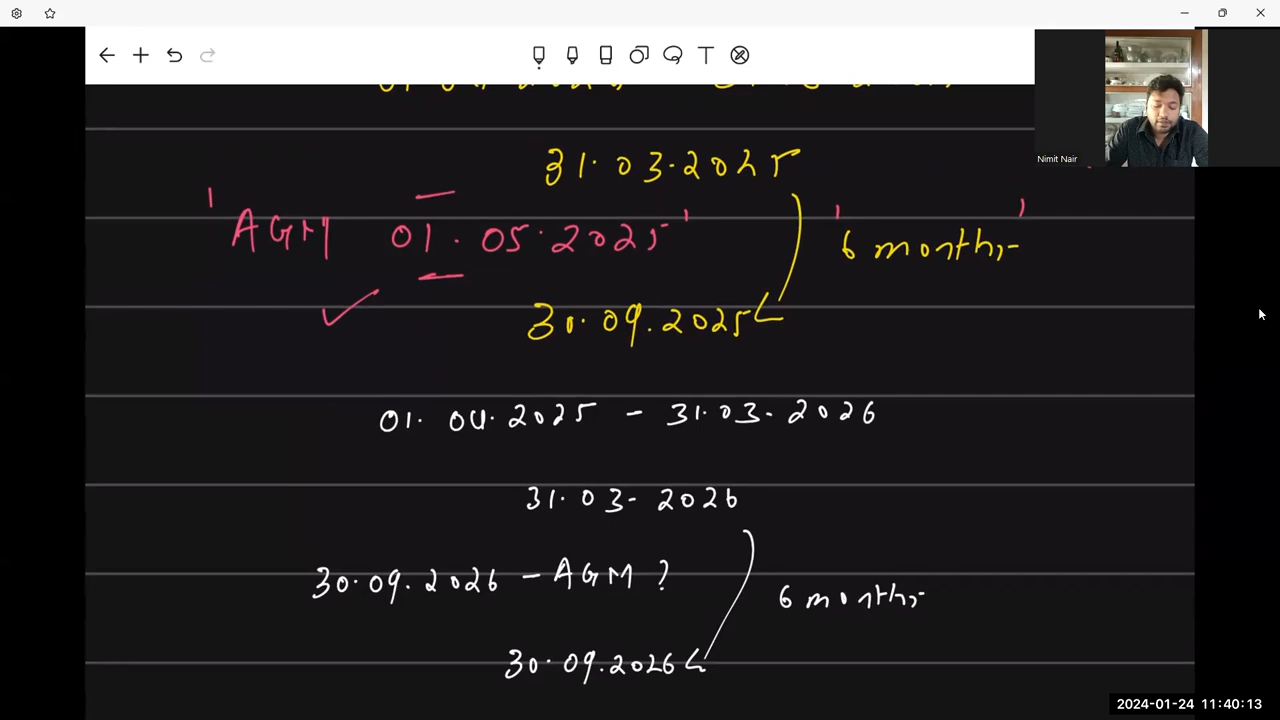 T
31.03.2025
Nimit Nair
AGM 01.05.2025
6 months
30.09.2025
01.04.2025 - 31.03.2026
31.03-2026
30.09.2026 - AGM ?
6 months
30.09.2026
2024-01-24 11:40:13